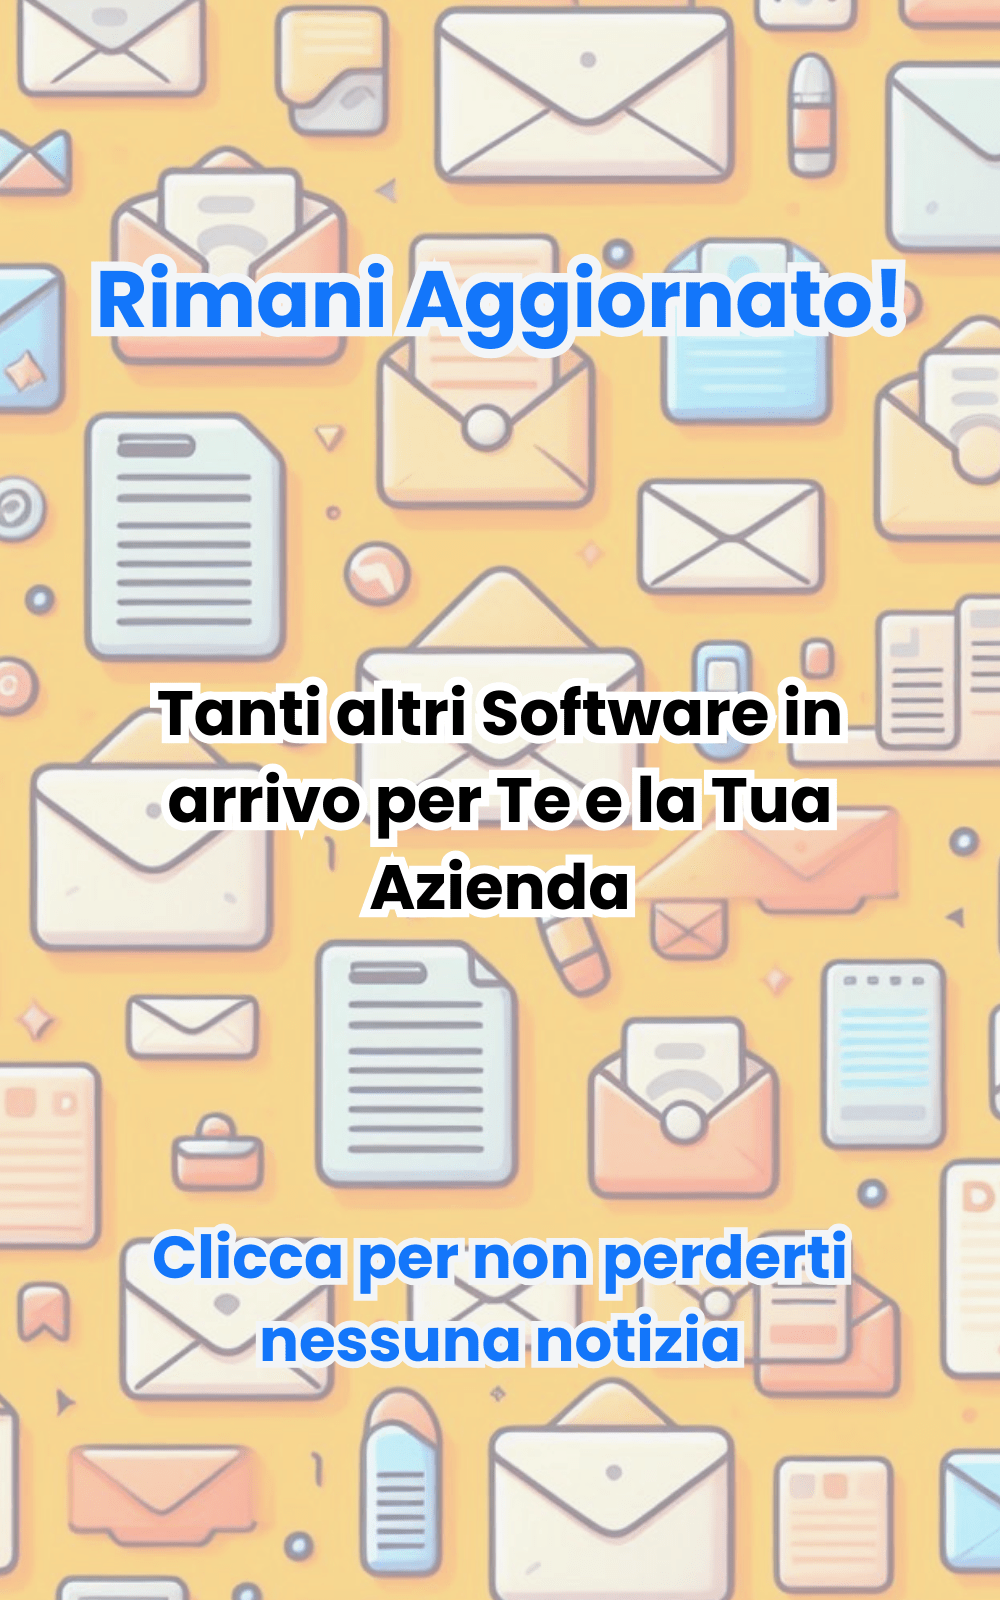 Rimani Aggiornato!
Tanti altri Software in
arrivo per Te e la Tua
Azienda
Clicca per non perderti
nessuna notizia